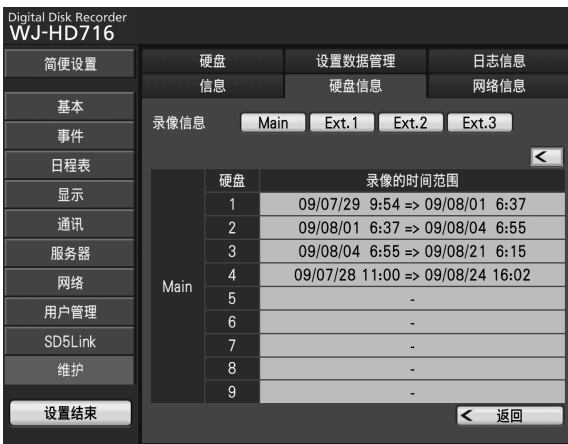 Digital Disk Recorder
WJ-HD716
简便设置
基本
事件
日程表
显示
通讯
服务器
网络
用户管理
SD5Link
维护
设置结束
硬盘 设置数据管理 日志信息
信息 硬盘信息 网络信息
录像信息 Main Ext.1 Ext.2 Ext.3
<
硬盘 录像的时间范围
Main
1 09/07/29 9:54 => 09/08/01 6:37
2 09/08/01 6:37 => 09/08/04 6:55
3 09/08/04 6:55 => 09/08/21 6:15
4 09/07/28 11:00 => 09/08/24 16:02
5 -
6 -
7 -
8 -
9 -
< 返回